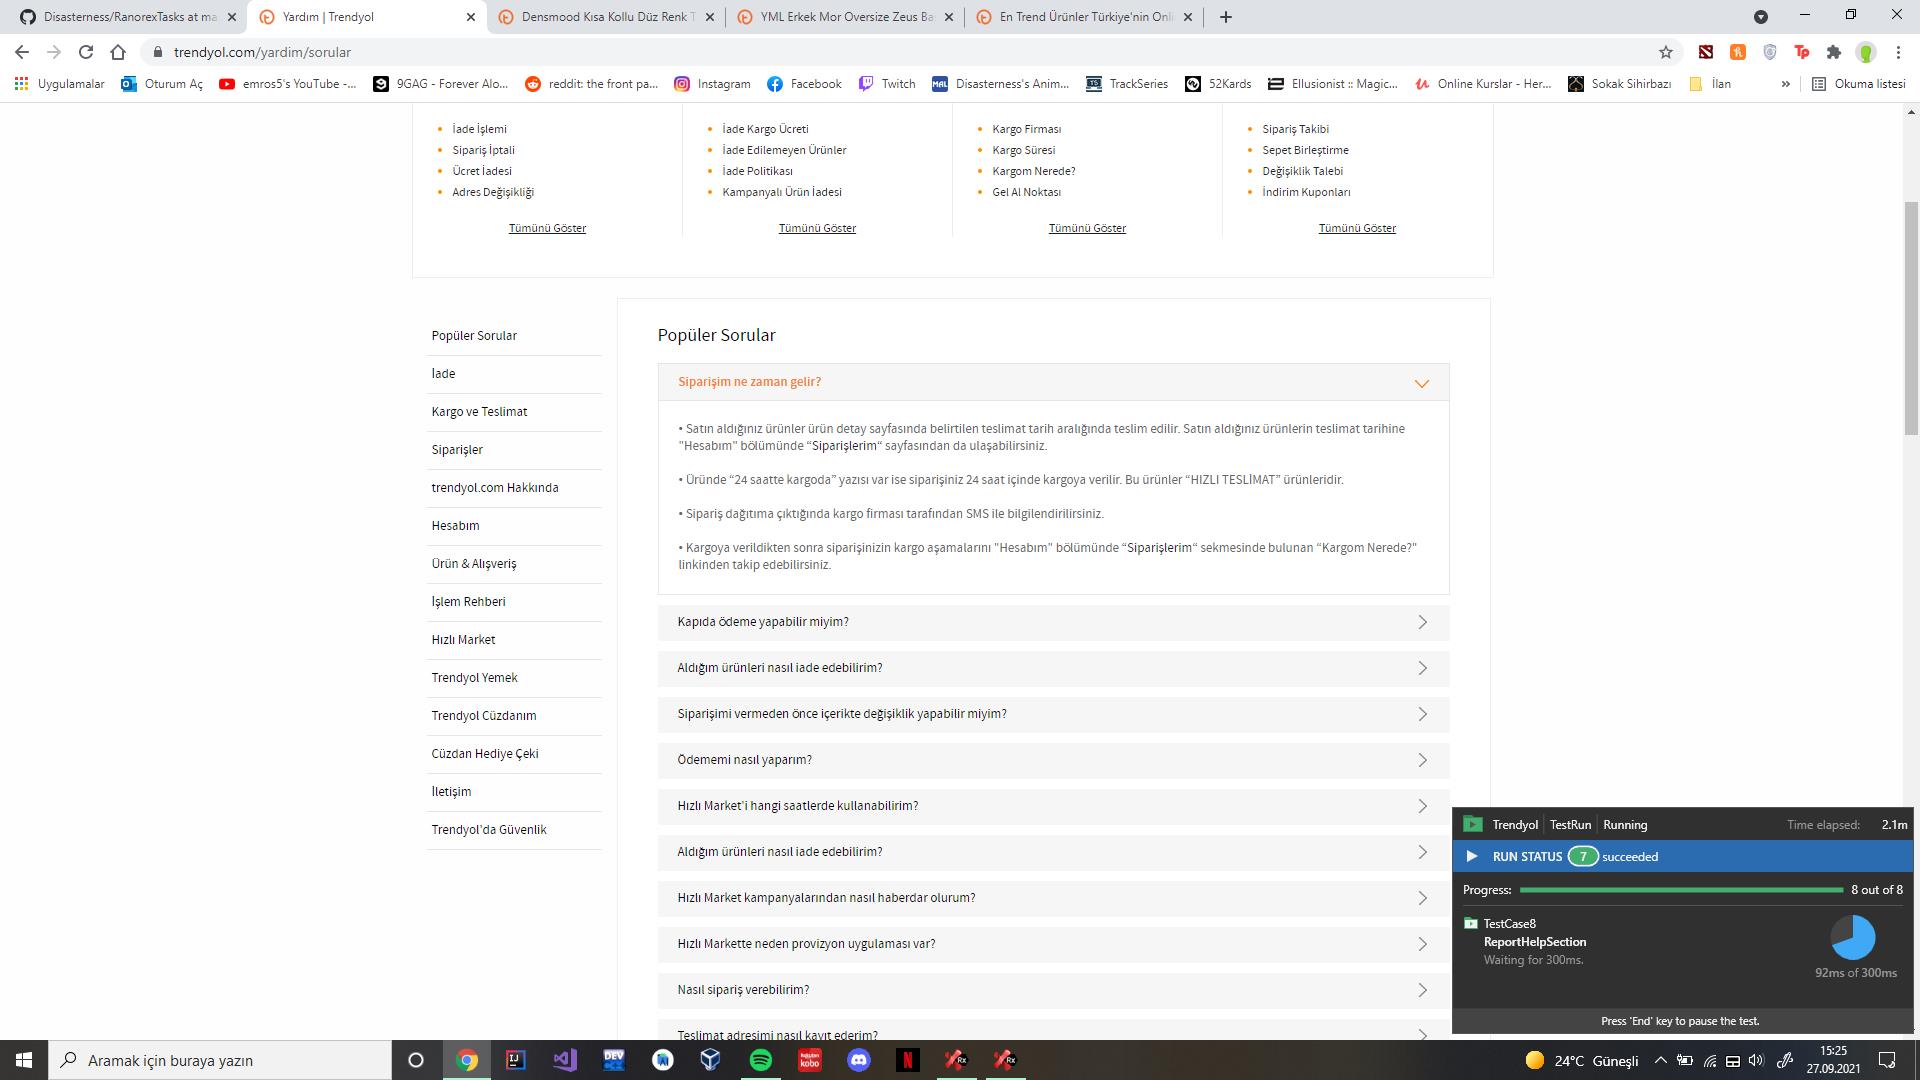 Disasterness/RanorexTasks at ma
Yardım | Trendyol
Densmood Kısa Kollu Düz Renk T
YML Erkek Mor Oversize Zeus Ba
En Trend Ürünler Türkiye'nin Onli
trendyol.com/yardim/sorular
Uygulamalar
Oturum Aç
emros5's YouTube -...
9GAG - Forever Alo...
reddit: the front pa...
Instagram
Facebook
Twitch
MAL
Disasterness's Anim...
TrackSeries
52Kards
Ellusionist :: Magic...
Online Kurslar - Her...
Sokak Sihirbazı
İlan
»
Okuma listesi
• İade İşlemi
• Sipariş İptali
• Ücret İadesi
• Adres Değişikliği
Tümünü Göster
• İade Kargo Ücreti
• İade Edilemeyen Ürünler
• İade Politikası
• Kampanyalı Ürün İadesi
Tümünü Göster
• Kargo Firması
• Kargo Süresi
• Kargom Nerede?
• Gel Al Noktası
Tümünü Göster
• Sipariş Takibi
• Sepet Birleştirme
• Değişiklik Talebi
• İndirim Kuponları
Tümünü Göster
Popüler Sorular
İade
Kargo ve Teslimat
Siparişler
trendyol.com Hakkında
Hesabım
Ürün & Alışveriş
İşlem Rehberi
Hızlı Market
Trendyol Yemek
Trendyol Cüzdanım
Cüzdan Hediye Çeki
İletişim
Trendyol'da Güvenlik
Popüler Sorular
Siparişim ne zaman gelir?
• Satın aldığınız ürünler ürün detay sayfasında belirtilen teslimat tarih aralığında teslim edilir. Satın aldığınız ürünlerin teslimat tarihine
"Hesabım" bölümünde “Siparişlerim“ sayfasından da ulaşabilirsiniz.
• Üründe “24 saatte kargoda” yazısı var ise siparişiniz 24 saat içinde kargoya verilir. Bu ürünler “HIZLI TESLİMAT” ürünleridir.
• Sipariş dağıtıma çıktığında kargo firması tarafından SMS ile bilgilendirilirsiniz.
• Kargoya verildikten sonra siparişinizin kargo aşamalarını "Hesabım" bölümünde “Siparişlerim“ sekmesinde bulunan “Kargom Nerede?"
linkinden takip edebilirsiniz.
Kapıda ödeme yapabilir miyim?
Aldığım ürünleri nasıl iade edebilirim?
Siparişimi vermeden önce içerikte değişiklik yapabilir miyim?
Ödememi nasıl yaparım?
Hızlı Market'i hangi saatlerde kullanabilirim?
Aldığım ürünleri nasıl iade edebilirim?
Hızlı Market kampanyalarından nasıl haberdar olurum?
Hızlı Markette neden provizyon uygulaması var?
Nasıl sipariş verebilirim?
Teslimat adresimi nasıl kayıt ederim?
Trendyol TestRun Running Time elapsed: 2.1m
RUN STATUS 7 succeeded
Progress: 8 out of 8
TestCase8
ReportHelpSection
Waiting for 300ms.
92ms of 300ms
Press 'End' key to pause the test.
Aramak için buraya yazın
24°C Güneşli
15:25
27.09.2021